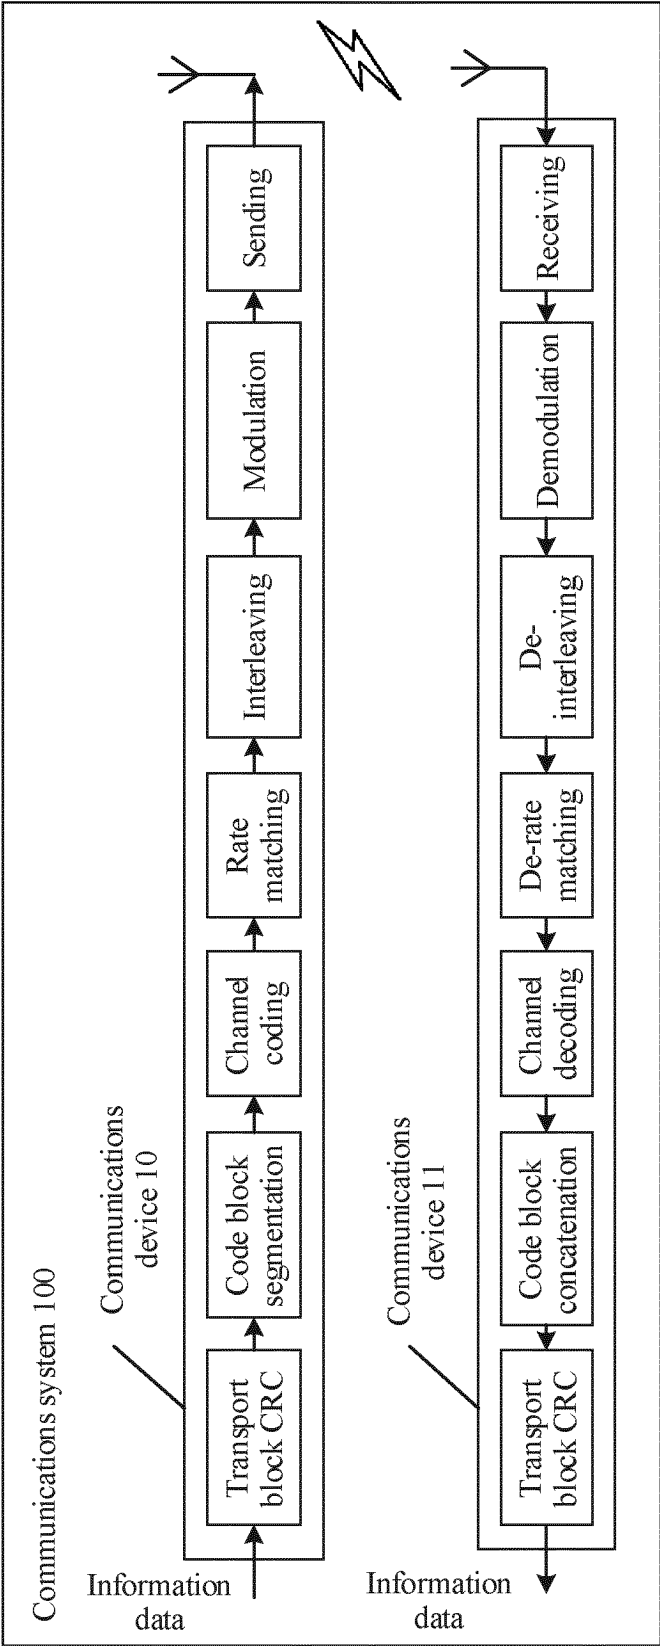 Communications system 100
Communications
device 10
Information
data
Transport
block CRC
Code block
segmentation
Channel
coding
Rate
matching
Interleaving
Modulation
Sending
Communications
device 11
Information
data
Transport
block CRC
Code block
concatenation
Channel
decoding
De-rate
matching
De-
interleaving
Demodulation
Receiving